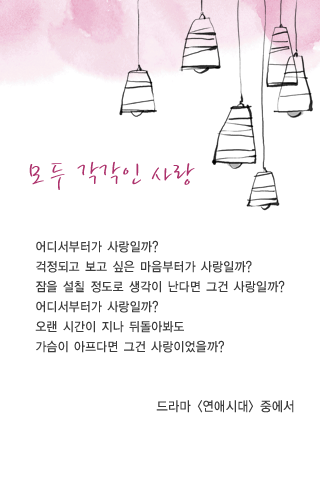 모두 각각인 사랑
어디서부터가 사랑일까?
걱정되고 보고 싶은 마음부터가 사랑일까?
잠을 설칠 정도로 생각이 난다면 그건 사랑일까?
어디서부터가 사랑일까?
오랜 시간이 지나 뒤돌아봐도
가슴이 아프다면 그건 사랑이었을까?
드라마 〈연애시대〉 중에서